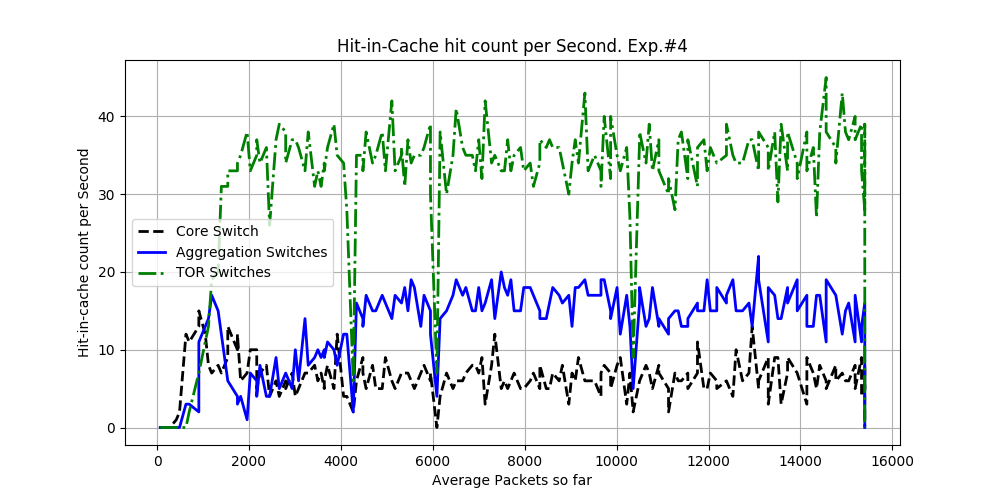 Hit-in-Cache hit count per Second. Exp.#4
Hit-in-cache count per Second
40
30
20
10
0
Core Switch
Aggregation Switches
TOR Switches
0 2000 4000 6000 8000 10000 12000 14000 16000
Average Packets so far